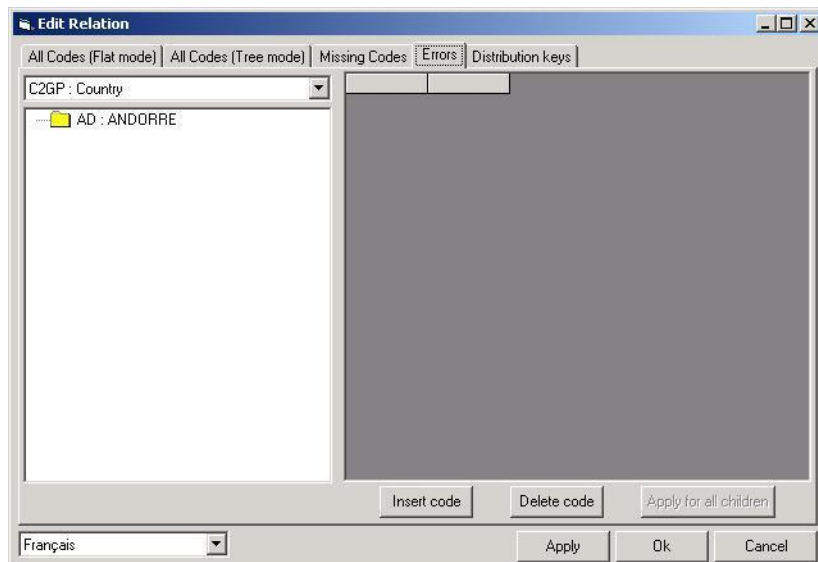 Edit Relation
All Codes (Flat mode) All Codes (Tree mode) Missing Codes Errors Distribution keys
C2GP : Country
AD : ANDORRE
Insert code Delete code Apply for all children
Français Apply Ok Cancel